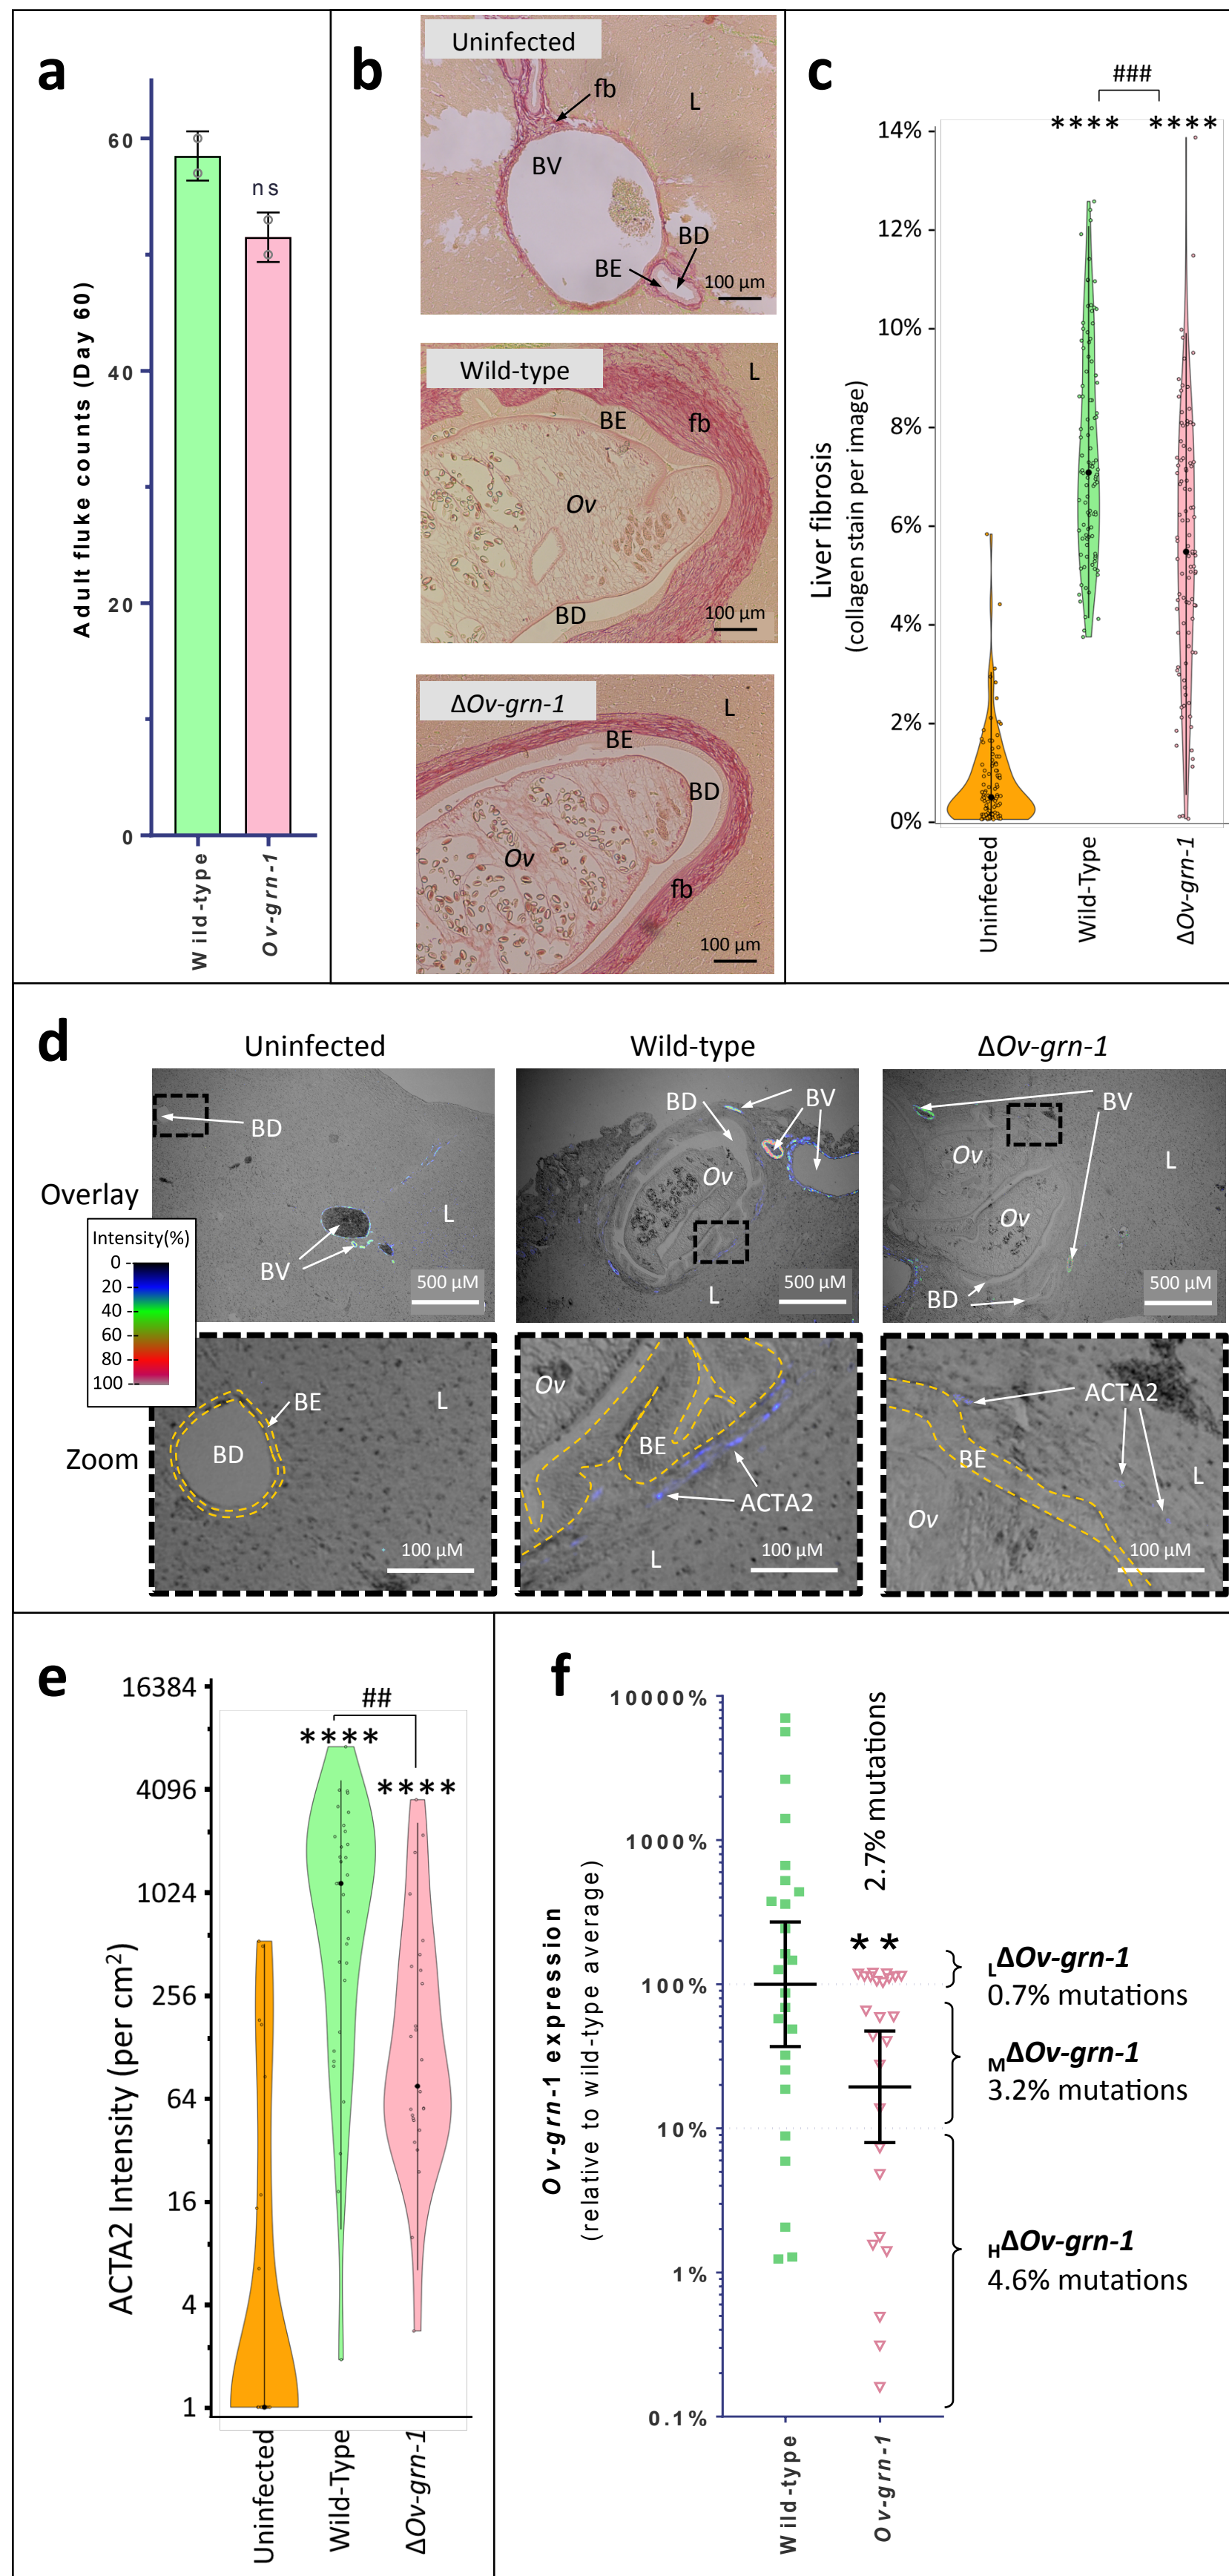 a
60
40
20
0
Adult fluke counts (Day 60)
ns
Wild-type
Ov-grn-1
b
Uninfected
fb
L
BV
BD
BE
100 µm
Wild-type
L
BE
fb
Ov
BD
100 µm
ΔOv-grn-1
L
BE
BD
Ov
fb
100 µm
c
###
**** ****
14%
12%
10%
8%
6%
4%
2%
0%
Liver fibrosis
(collagen stain per image)
Uninfected
Wild-Type
ΔOv-grn-1
d
Uninfected
Wild-type
ΔOv-grn-1
Overlay
BD
L
BV
500 µM
BD
BV
Ov
L
500 µM
BV
Ov
L
Ov
BD
500 µM
Intensity(%)
0
20
40
60
80
100
Zoom
BE
L
BD
100 µM
Ov
BE
ACTA2
L
100 µM
ACTA2
BE
L
Ov
100 µM
e
16384
4096
1024
256
64
16
4
1
ACTA2 Intensity (per cm²)
##
****
****
Uninfected
Wild-Type
ΔOv-grn-1
f
10000%
1000%
100%
10%
1%
0.1%
Ov-grn-1 expression
(relative to wild-type average)
2.7% mutations
**
LΔOv-grn-1
0.7% mutations
MΔOv-grn-1
3.2% mutations
HΔOv-grn-1
4.6% mutations
Wild-type
Ov-grn-1